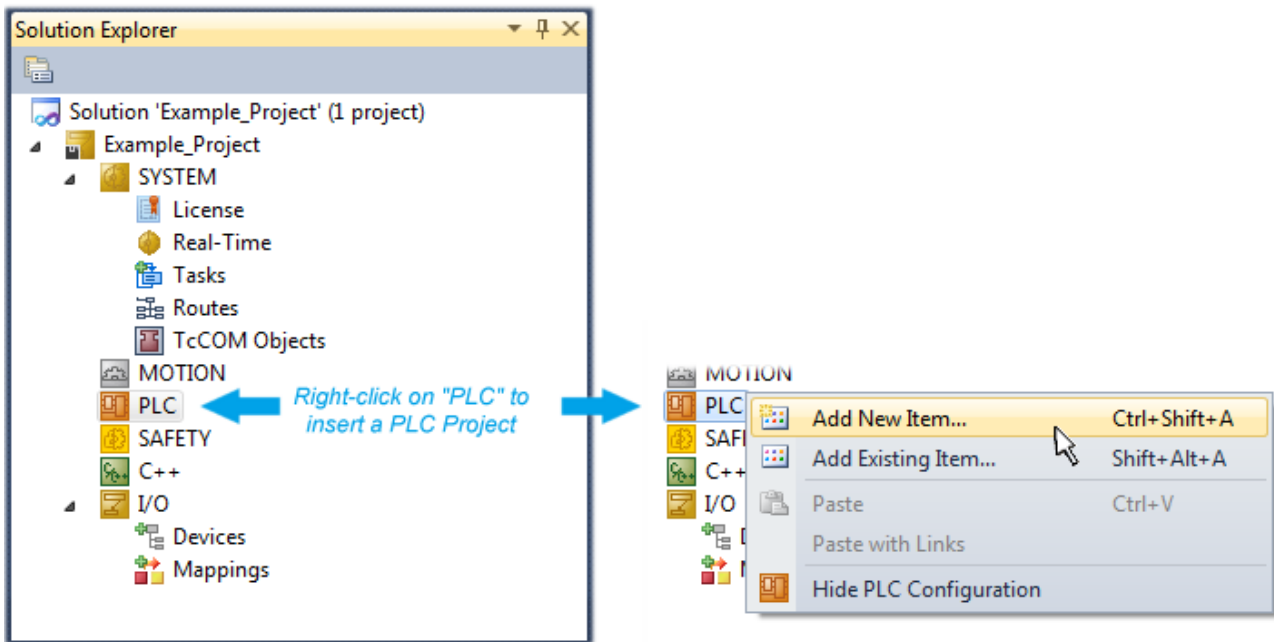 Solution Explorer
Solution 'Example_Project' (1 project)
Example_Project
SYSTEM
License
Real-Time
Tasks
Routes
TcCOM Objects
MOTION
PLC
SAFETY
C++
I/O
Devices
Mappings
Right-click on "PLC" to
insert a PLC Project
MOTION
PLC
SAF
C++
I/O
Add New Item... Ctrl+Shift+A
Add Existing Item... Shift+Alt+A
Paste Ctrl+V
Paste with Links
Hide PLC Configuration